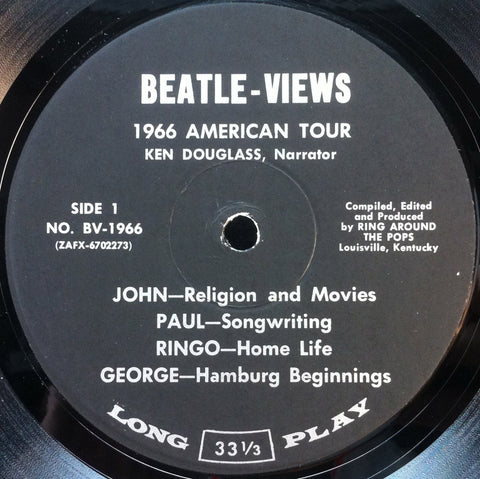 BEATLE-VIEWS
1966 AMERICAN TOUR
KEN DOUGLASS, Narrator
SIDE 1
NO. BV-1966
(ZAFX-6702273)
Compiled, Edited
and Produced
by RING AROUND
THE POPS
Louisville, Kentucky
JOHN—Religion and Movies
PAUL—Songwriting
RINGO—Home Life
GEORGE—Hamburg Beginnings
LONG PLAY
33⅓